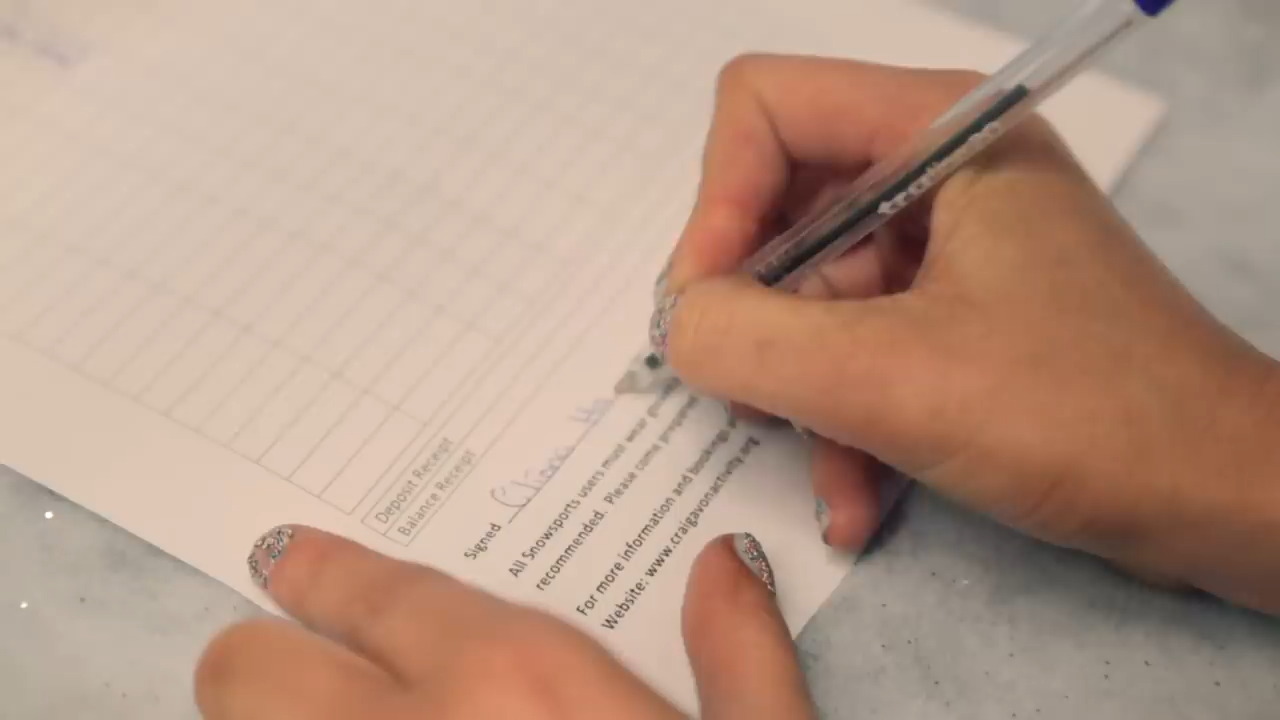 Deposit Receipt
Balance Receipt
Signed
All Snowsports users must wear
recommended. Please come prepared
For more information and bookings
Website: www.craigavonactivity.org